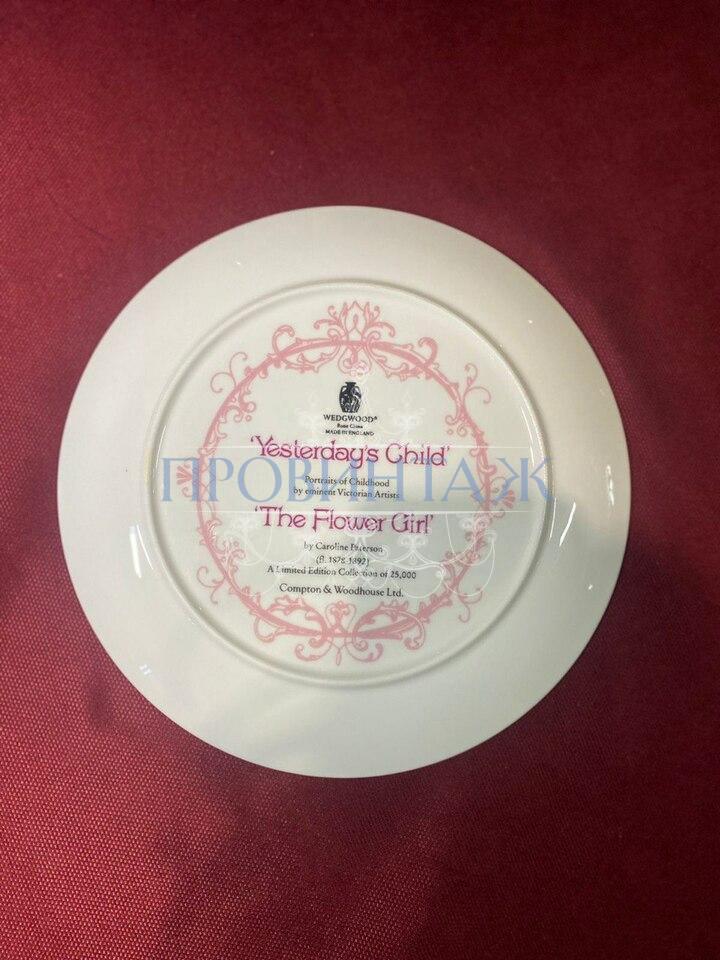 WEDGWOOD®
Bone China
MADE IN ENGLAND
'Yesterday's Child'
ПРОВИНТАЖ
Portraits of Childhood
by eminent Victorian Artists
'The Flower Girl'
by Caroline Paterson
(fl. 1878-1892)
A Limited Edition Collection of 25,000
Compton & Woodhouse Ltd.